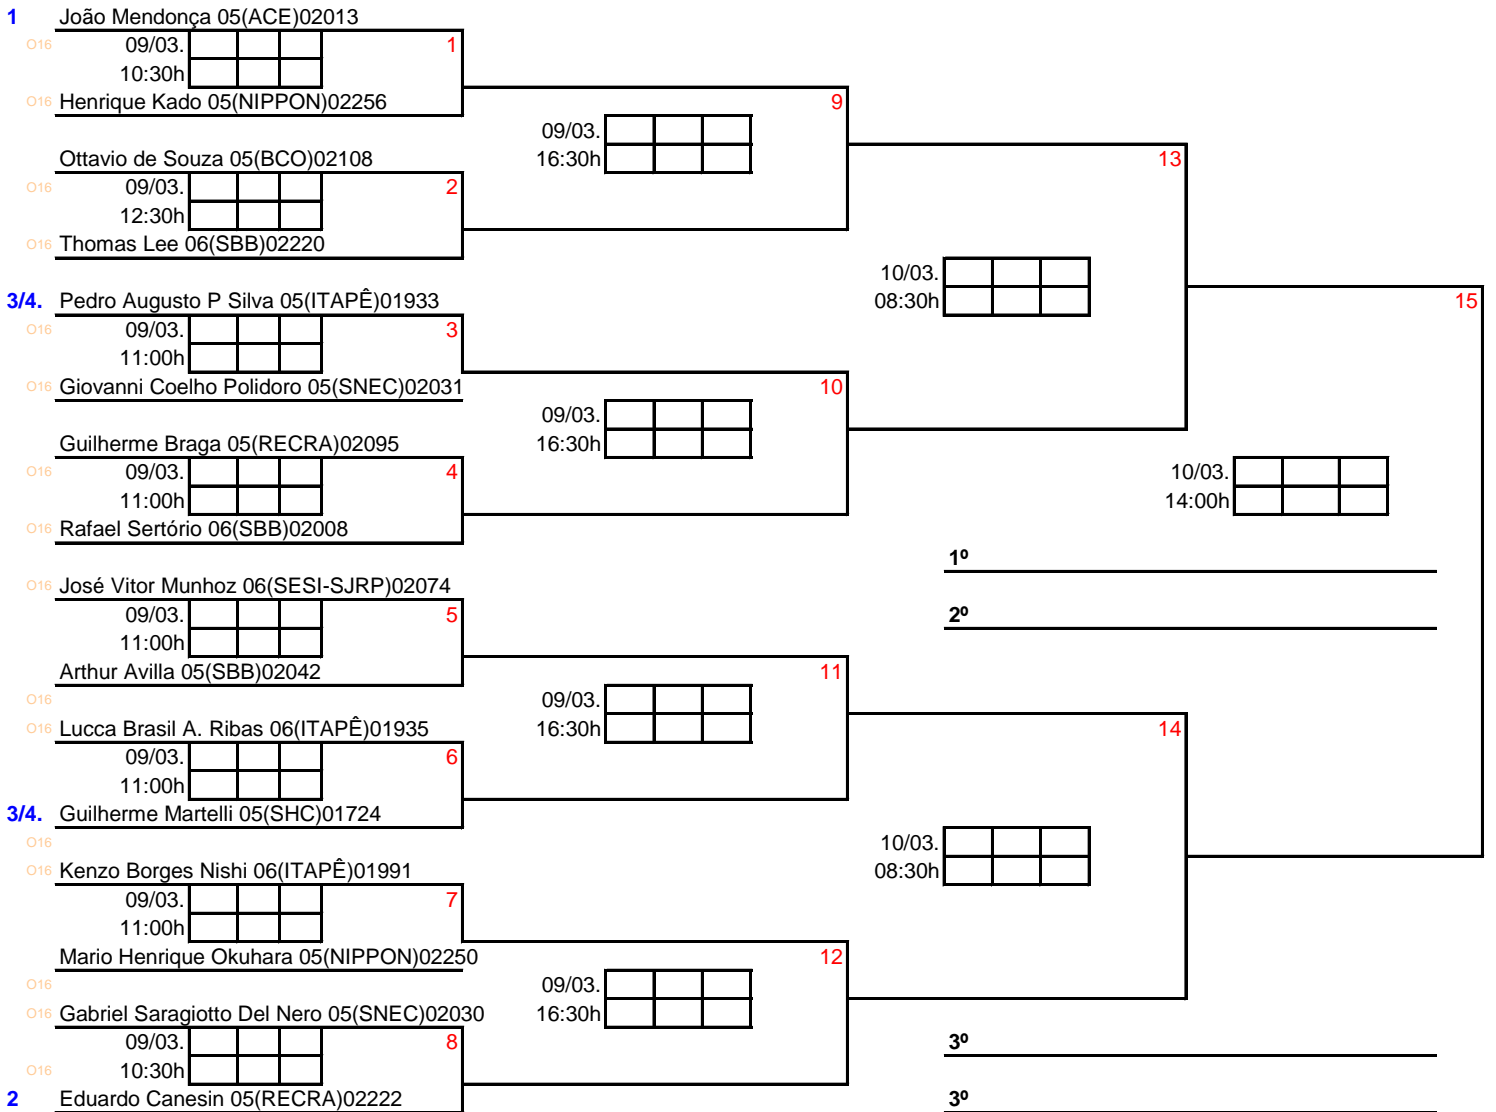 1 João Mendonça 05(ACE)02013
O16 09/03. 1
10:30h
O16 Henrique Kado 05(NIPPON)02256
9
09/03.
16:30h
Ottavio de Souza 05(BCO)02108
13
O16 09/03. 2
12:30h
O16 Thomas Lee 06(SBB)02220
10/03.
08:30h
3/4. Pedro Augusto P Silva 05(ITAPÊ)01933
15
O16 09/03. 3
11:00h
O16 Giovanni Coelho Polidoro 05(SNEC)02031
10
09/03.
16:30h
Guilherme Braga 05(RECRA)02095
O16 09/03. 4
11:00h
10/03.
14:00h
O16 Rafael Sertório 06(SBB)02008
1º
O16 José Vitor Munhoz 06(SESI-SJRP)02074
09/03. 5
11:00h
2º
Arthur Avilla 05(SBB)02042
11
O16
09/03.
16:30h
O16 Lucca Brasil A. Ribas 06(ITAPÊ)01935
14
09/03. 6
11:00h
3/4. Guilherme Martelli 05(SHC)01724
O16
10/03.
08:30h
O16 Kenzo Borges Nishi 06(ITAPÊ)01991
09/03. 7
11:00h
Mario Henrique Okuhara 05(NIPPON)02250
12
O16
09/03.
16:30h
O16 Gabriel Saragiotto Del Nero 05(SNEC)02030
09/03. 8
3º
O16 10:30h
2 Eduardo Canesin 05(RECRA)02222
3º